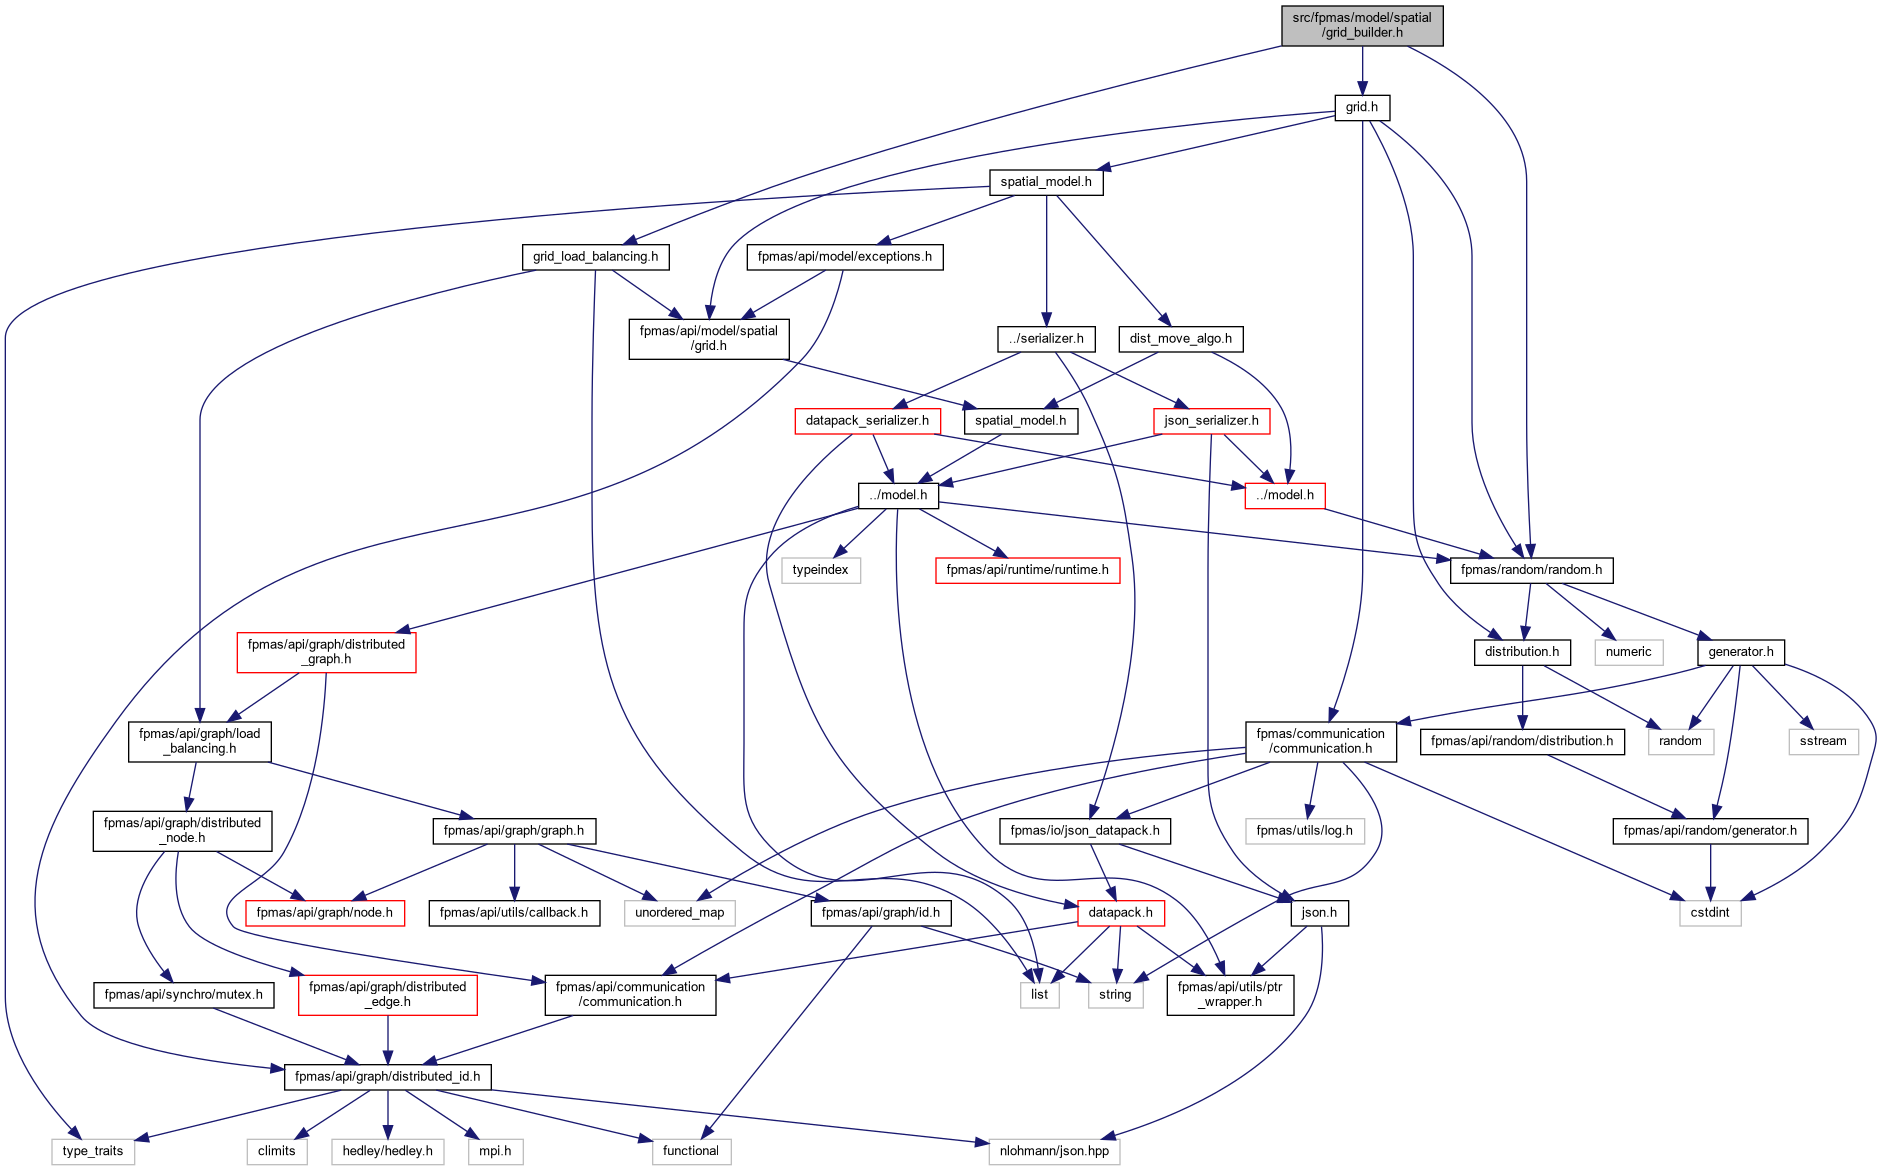 src/fpmas/model/spatial
/grid_builder.h
grid.h
spatial_model.h
grid_load_balancing.h
fpmas/api/model/exceptions.h
fpmas/api/model/spatial
/grid.h
../serializer.h
dist_move_algo.h
datapack_serializer.h
spatial_model.h
json_serializer.h
../model.h
../model.h
typeindex
fpmas/api/runtime/runtime.h
fpmas/random/random.h
fpmas/api/graph/distributed
_graph.h
distribution.h
numeric
generator.h
fpmas/api/graph/load
_balancing.h
fpmas/communication
/communication.h
fpmas/api/random/distribution.h
random
sstream
fpmas/api/graph/distributed
_node.h
fpmas/api/graph/graph.h
fpmas/io/json_datapack.h
fpmas/utils/log.h
fpmas/api/random/generator.h
fpmas/api/graph/node.h
fpmas/api/utils/callback.h
unordered_map
fpmas/api/graph/id.h
datapack.h
json.h
cstdint
fpmas/api/synchro/mutex.h
fpmas/api/graph/distributed
_edge.h
fpmas/api/communication
/communication.h
list
string
fpmas/api/utils/ptr
_wrapper.h
fpmas/api/graph/distributed_id.h
type_traits
climits
hedley/hedley.h
mpi.h
functional
nlohmann/json.hpp